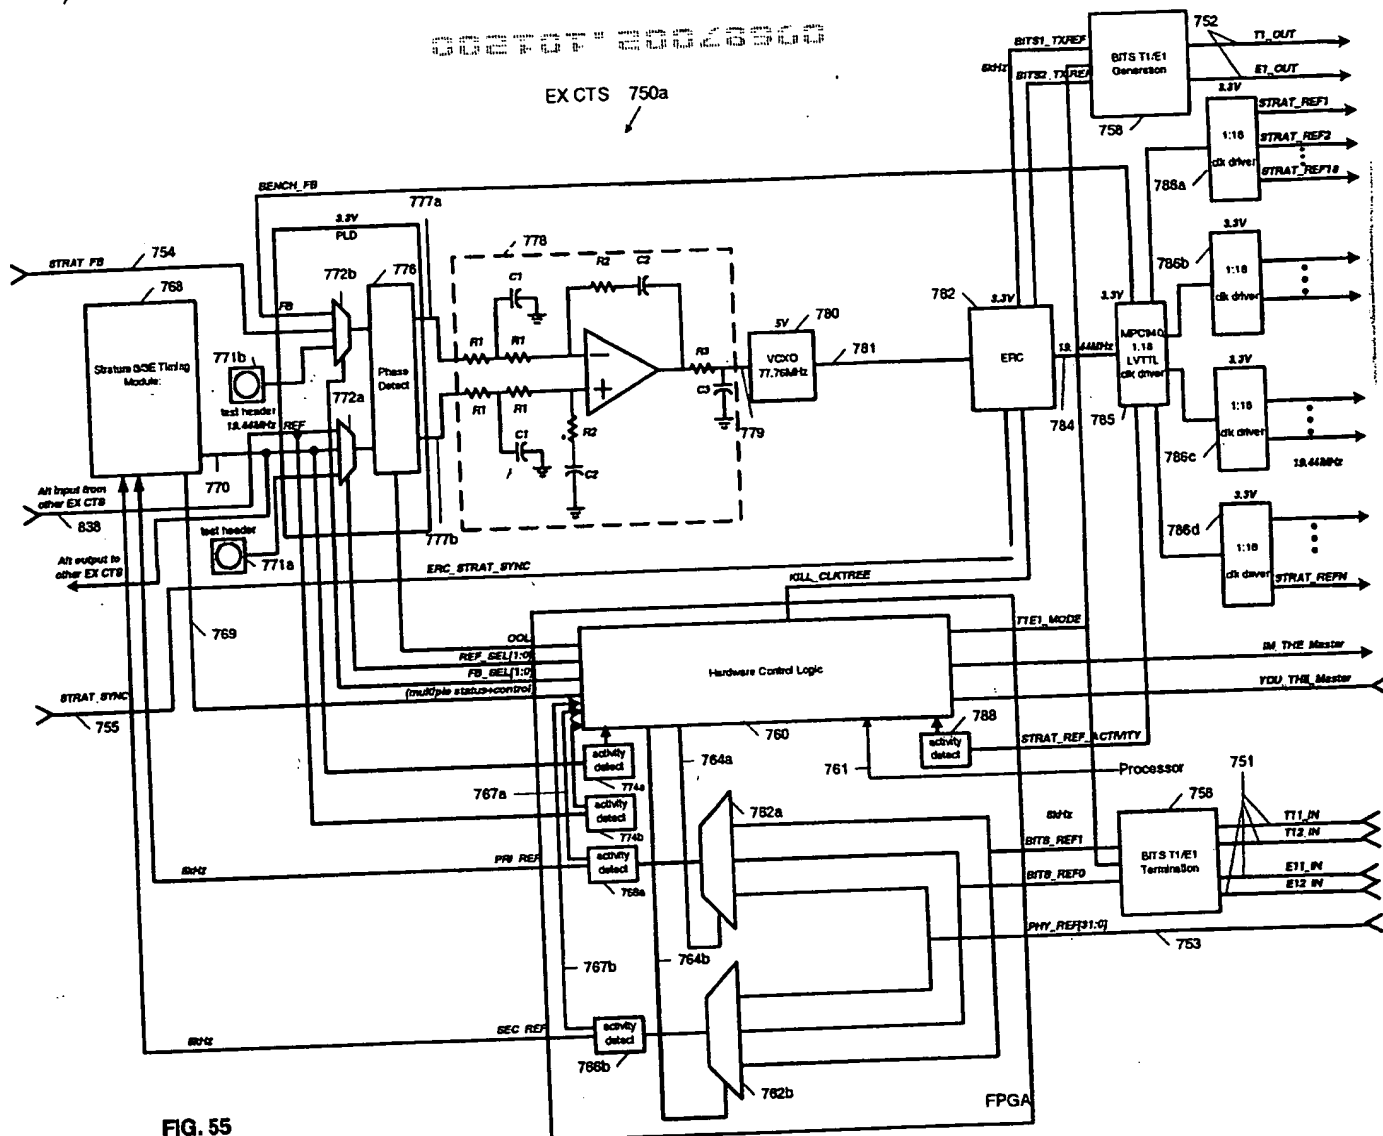 EX CTS 750a
752
T1_OUT
E1_OUT
BITS1_TXREF
8kHz
BITS2_TXREF
BITS T1/E1
Generation
758
3.3V
1:18
clk driver
786a
STRAT_REF1
STRAT_REF2
STRAT_REF18
BENCH_FB
777a
3.3V
PLD
778
STRAT_FB
754
768
772b
776
FB
Phase
Detect
Timing
Module
771b
test header
19.44MHz
REF
772a
770
Alt input from
other EX CTS
838
test header
771a
Alt output to
other EX CTS
777b
R1
C1
R1
R2
C2
R1
R1
C1
R2
C2
R3
C3
779
780
5V
VCXO
77.76MHz
781
782
3.3V
ERC
19.44MHz
784
3.3V
MPC940
1:18
LVTTL
clk driver
785
786b
3.3V
1:18
clk driver
3.3V
1:18
clk driver
786c
19.44MHz
3.3V
786d
1:18
clk driver
STRAT_REFN
ERC_STRAT_SYNC
KILL_CLKTREE
769
OOL
REF_SEL[1:0]
FB_SEL[1:0]
(multiple status+control)
Hardware Control Logic
T1E1_MODE
IM_THE_Master
YOU_THE_Master
STRAT_SYNC
755
760
788
activity
detect
STRAT_REF_ACTIVITY
761
Processor
764a
activity
detect
774a
767a
activity
detect
774b
PRI_REF
8kHz
activity
detect
762a
8kHz
BITS_REF1
BITS_REF0
758
BITS T1/E1
Termination
751
T11_IN
T12_IN
E11_IN
E12_IN
PHY_REF[31:0]
753
767b
764b
SEC_REF
8kHz
activity
detect
766b
762b
FPGA
FIG. 55